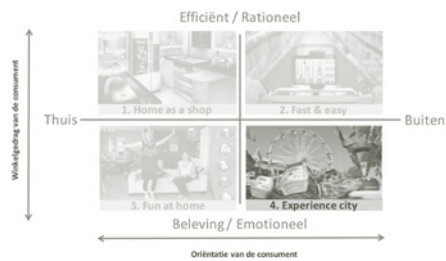 Efficiënt / Rationeel
1. Home as a shop
2. Fast & easy
Thuis
Buiten
Winkelgedrag van de consument
3. Fun at home
4. Experience city
Beleving / Emotioneel
Oriëntatie van de consument